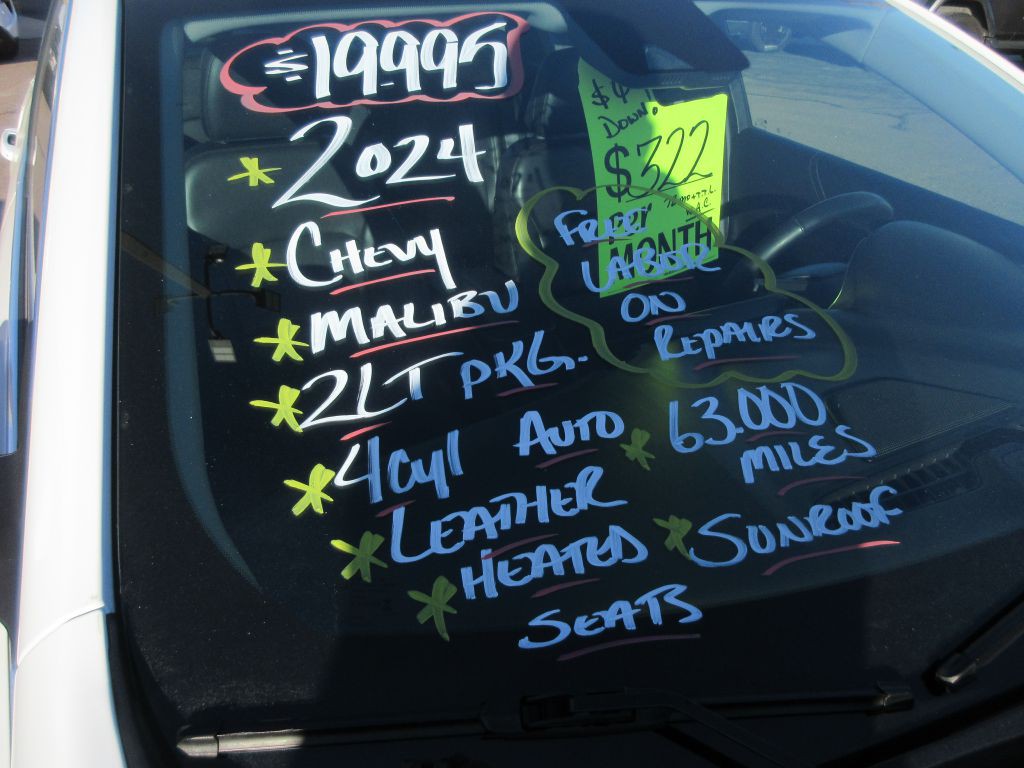 $19995
2024
CHEVY
MALIBU
2LT PKG.
4CYL AUTO
63.000
MILES
LEATHER
HEATED
SEATS
SUNROOF
DOWN!
$322
MONTH
FREE!
LABOR
ON
REPAIRS